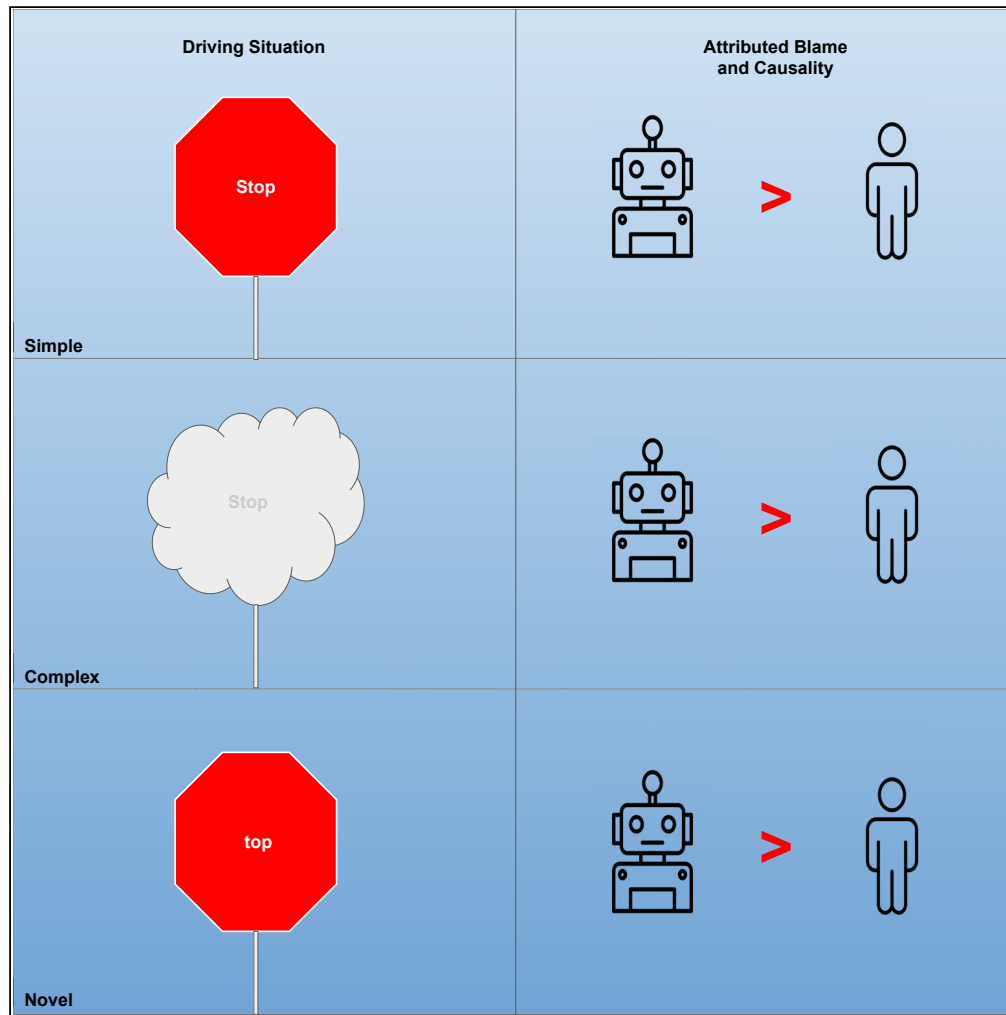 Driving Situation
Attributed Blame
and Causality
Stop
>
Simple
Stop
>
Complex
top
>
Novel